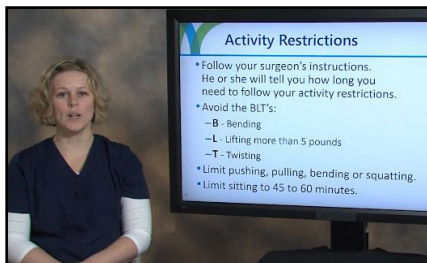 Activity Restrictions
• Follow your surgeon's instructions.
He or she will tell you how long you
need to follow your activity restrictions.
• Avoid the BLT's:
–B - Bending
–L - Lifting more than 5 pounds
–T - Twisting
• Limit pushing, pulling, bending or squatting.
• Limit sitting to 45 to 60 minutes.